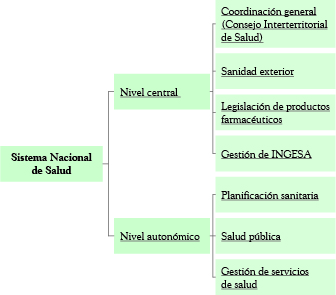 Sistema Nacional
de Salud
Nivel central
Coordinación general
(Consejo Interterritorial
de Salud)
Sanidad exterior
Legislación de productos
farmacéuticos
Gestión de INGESA
Nivel autonómico
Planificación sanitaria
Salud pública
Gestión de servicios
de salud